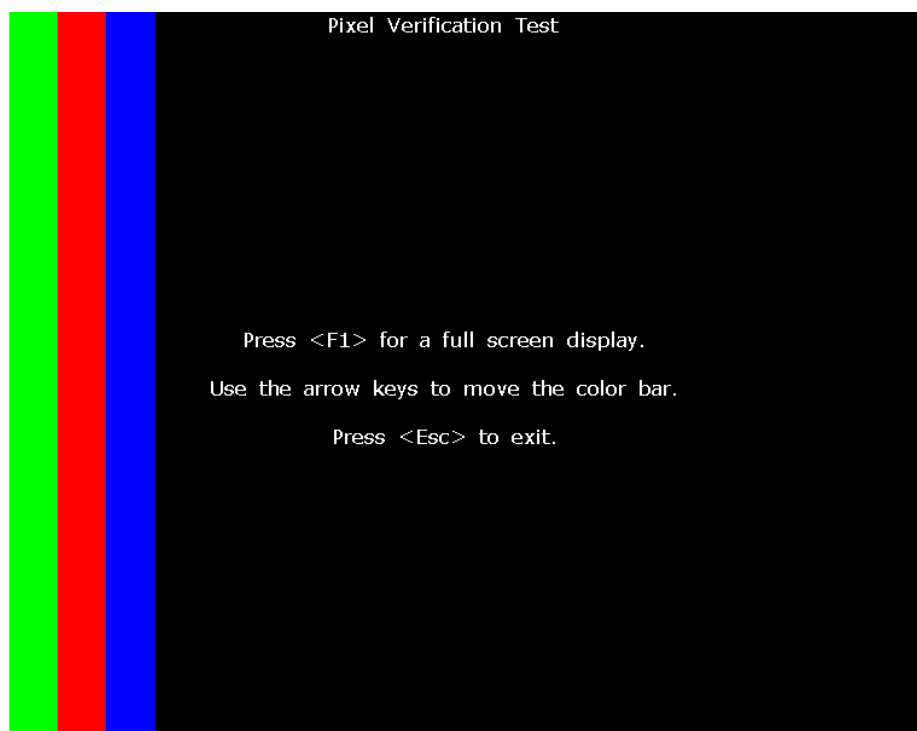 Pixel Verification Test
Press <F1> for a full screen display.
Use the arrow keys to move the color bar.
Press <Esc> to exit.